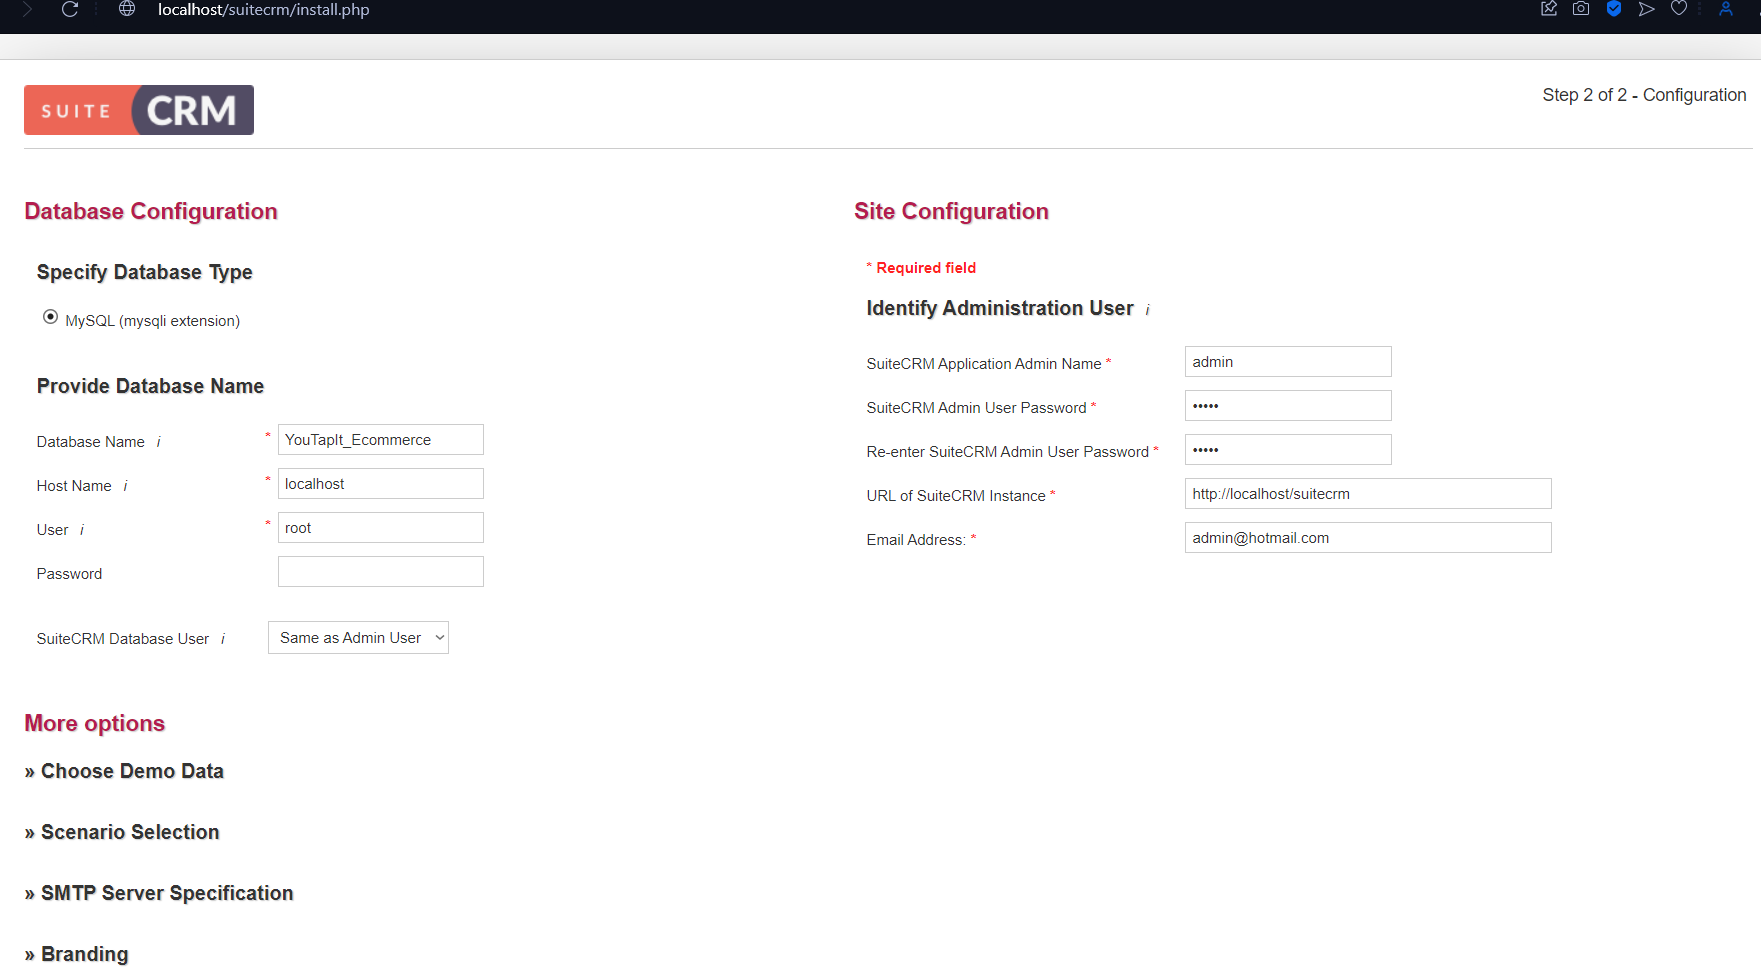 localhost/suitecrm/install.php
SUITE CRM
Step 2 of 2 - Configuration
Database Configuration
Specify Database Type
MySQL (mysqli extension)
Provide Database Name
Database Name i * YouTapIt_Ecommerce
Host Name i * localhost
User i * root
Password
SuiteCRM Database User i Same as Admin User
More options
» Choose Demo Data
» Scenario Selection
» SMTP Server Specification
» Branding
Site Configuration
* Required field
Identify Administration User i
SuiteCRM Application Admin Name * admin
SuiteCRM Admin User Password * •••••
Re-enter SuiteCRM Admin User Password * •••••
URL of SuiteCRM Instance * http://localhost/suitecrm
Email Address: * admin@hotmail.com